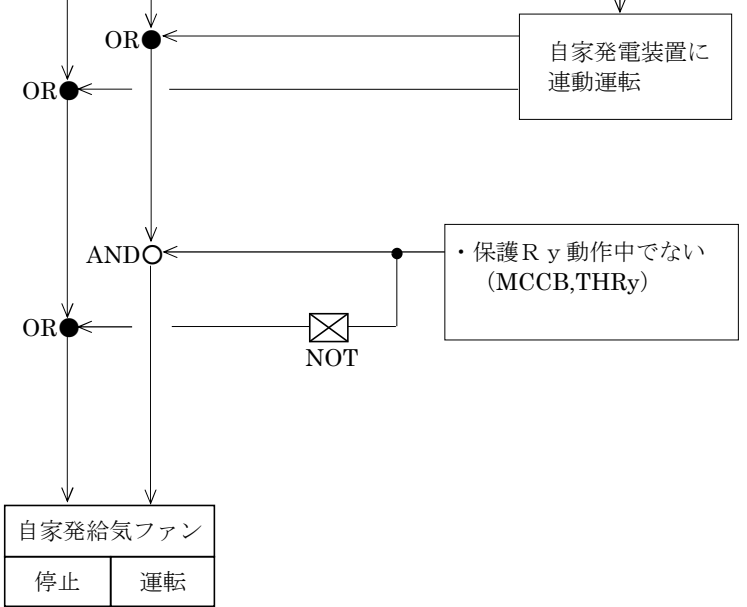 OR
自家発電装置に
連動運転
OR
AND
・保護Ｒｙ動作中でない
（MCCB,THRy）
OR
NOT
自家発給気ファン
停止
運転